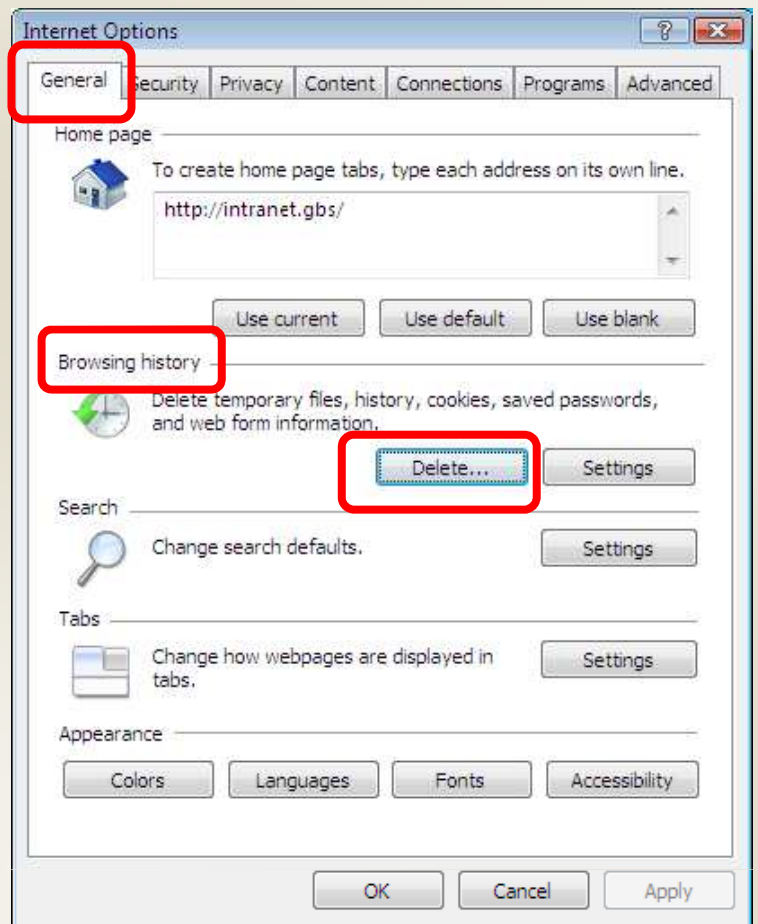 Internet Options
General Security Privacy Content Connections Programs Advanced
Home page
To create home page tabs, type each address on its own line.
http://intranet.gbs/
Use current Use default Use blank
Browsing history
Delete temporary files, history, cookies, saved passwords,
and web form information.
Delete... Settings
Search
Change search defaults.
Settings
Tabs
Change how webpages are displayed in
tabs.
Settings
Appearance
Colors Languages Fonts Accessibility
OK Cancel Apply